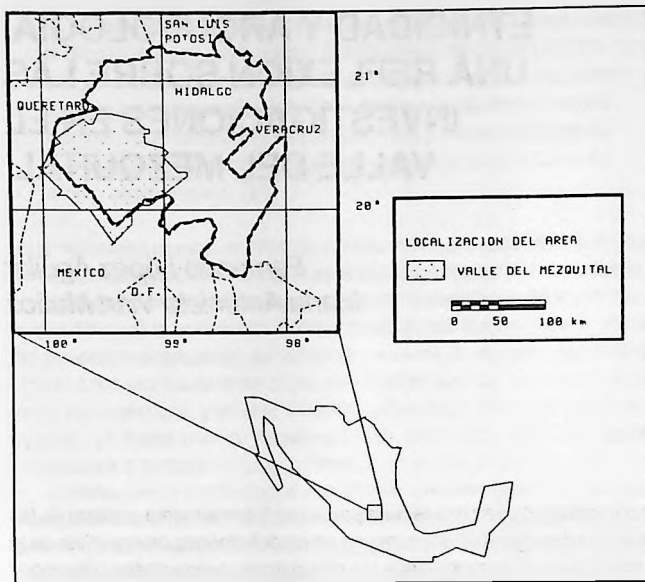 SAN LUIS
POTOSI
21°
HIDALGO
QUERETARO
VERACRUZ
20°
MEXICO
D.F.
100° 99° 98°
LOCALIZACION DEL AREA
VALLE DEL MEZQUITAL
0 50 100 km